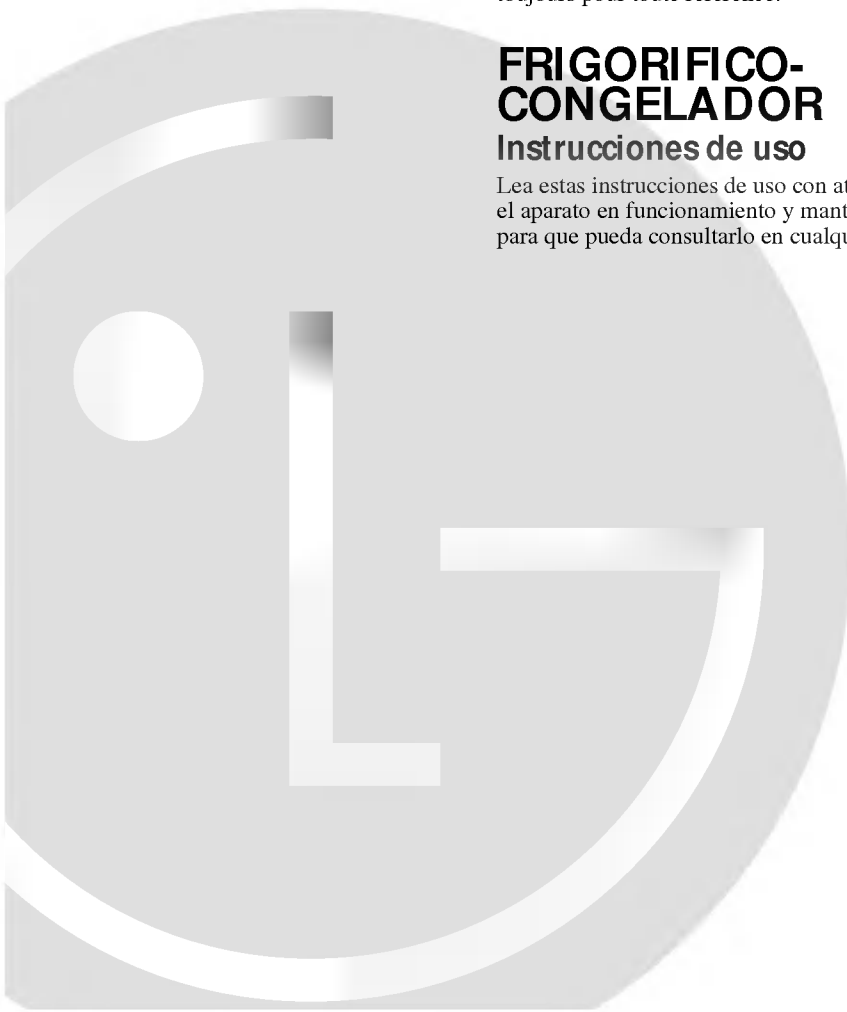 FRIGORIFICO-
CONGELADOR
Instrucciones de uso
Lea estas instrucciones de uso con
el aparato en funcionamiento y
para que pueda consultarlo en